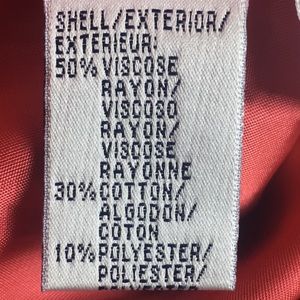 SHELL/EXTERIOR/
EXTERIEUR:
50% VISCOSE
RAYON/
VISCOSO
RAYON/
VISCOSE
RAYONNE
30% COTTON/
ALGODON/
COTON
10% POLYESTER/
POLIESTER/